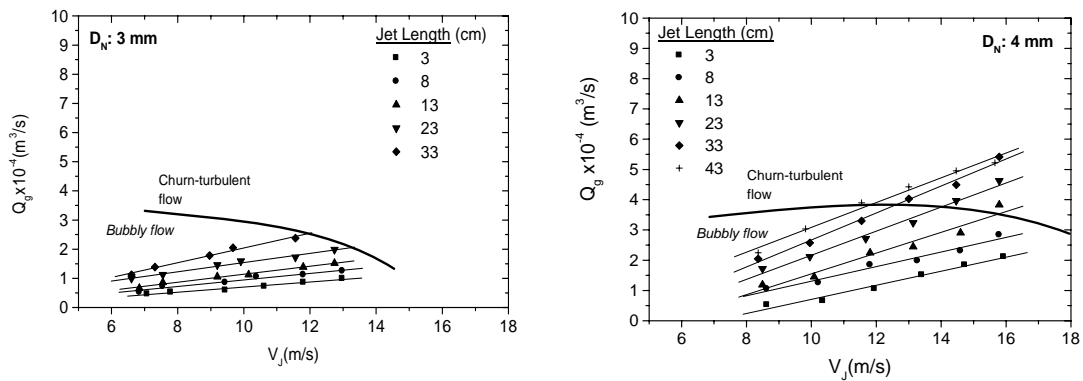 D_N: 3 mm
Jet Length (cm)
3
8
13
23
33
Churn-turbulent
flow
Bubbly flow
Q_g x10^-4 (m^3/s)
10
9
8
7
6
5
4
3
2
1
0
6 8 10 12 14 16 18
V_J(m/s)
Jet Length (cm)
D_N: 4 mm
3
8
13
23
33
43
Churn-turbulent
flow
Bubbly flow
Q_g x10^-4 (m^3/s)
10
9
8
7
6
5
4
3
2
1
0
8 10 12 14 16 18
V_J(m/s)